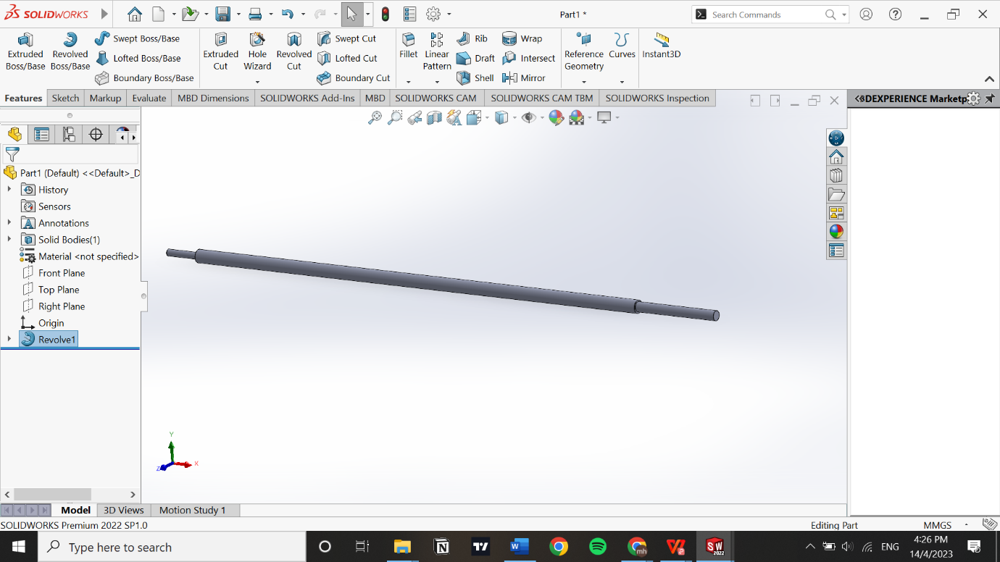 SOLIDWORKS
Part1 *
Search Commands
Extruded Boss/Base
Revolved Boss/Base
Swept Boss/Base
Lofted Boss/Base
Boundary Boss/Base
Extruded Cut
Hole Wizard
Revolved Cut
Swept Cut
Lofted Cut
Boundary Cut
Fillet
Linear Pattern
Rib
Draft
Shell
Wrap
Intersect
Mirror
Reference Geometry
Curves
Instant3D
Features
Sketch
Markup
Evaluate
MBD Dimensions
SOLIDWORKS Add-Ins
MBD
SOLIDWORKS CAM
SOLIDWORKS CAM TBM
SOLIDWORKS Inspection
DEXPERIENCE Marketp
Part1 (Default) <<Default>_D
History
Sensors
Annotations
Solid Bodies(1)
Material <not specified>
Front Plane
Top Plane
Right Plane
Origin
Revolve1
Y
X
Z
Model
3D Views
Motion Study 1
SOLIDWORKS Premium 2022 SP1.0
Editing Part
MMGS
Type here to search
mh
SW
2022
ENG
4:26 PM
14/4/2023